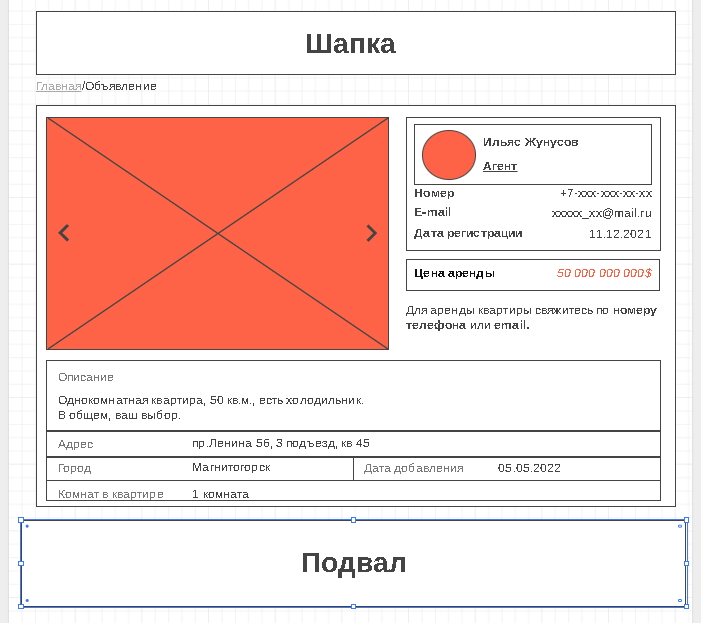 Шапка
Главная/Объявление
Ильяс Жунусов
Агент
Номер +7-xxx-xxx-xx-xx
E-mail xxxxx_xx@mail.ru
Дата регистрации 11.12.2021
Цена аренды 50 000 000 000$
Для аренды квартиры свяжитесь по номеру
телефона или email.
Описание
Однокомнатная квартира, 50 кв.м., есть холодильник.
В общем, ваш выбор.
Адрес пр.Ленина 56, 3 подъезд, кв 45
Город Магнитогорск Дата добавления 05.05.2022
Комнат в квартире 1 комната
Подвал